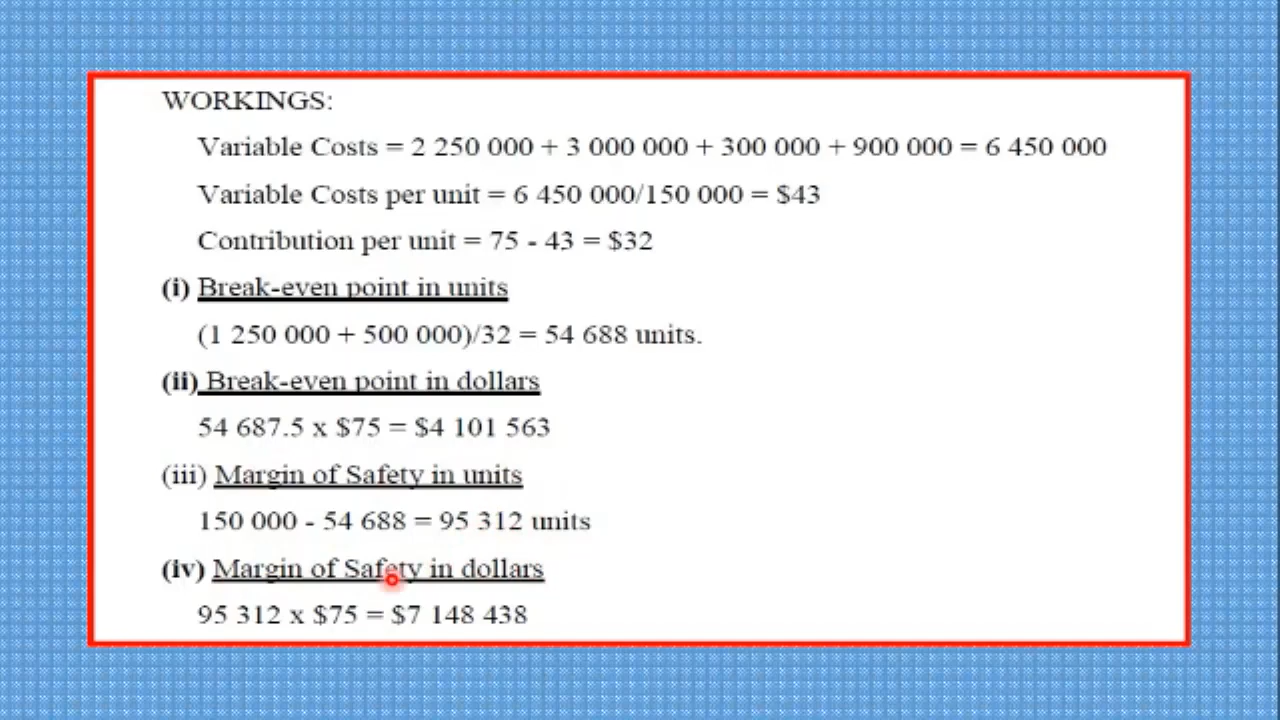 WORKINGS:
Variable Costs = 2 250 000 + 3 000 000 + 300 000 + 900 000 = 6 450 000
Variable Costs per unit = 6 450 000/150 000 = $43
Contribution per unit = 75 - 43 = $32
(i) Break-even point in units
(1 250 000 + 500 000)/32 = 54 688 units.
(ii) Break-even point in dollars
54 687.5 x $75 = $4 101 563
(iii) Margin of Safety in units
150 000 - 54 688 = 95 312 units
(iv) Margin of Safety in dollars
95 312 x $75 = $7 148 438